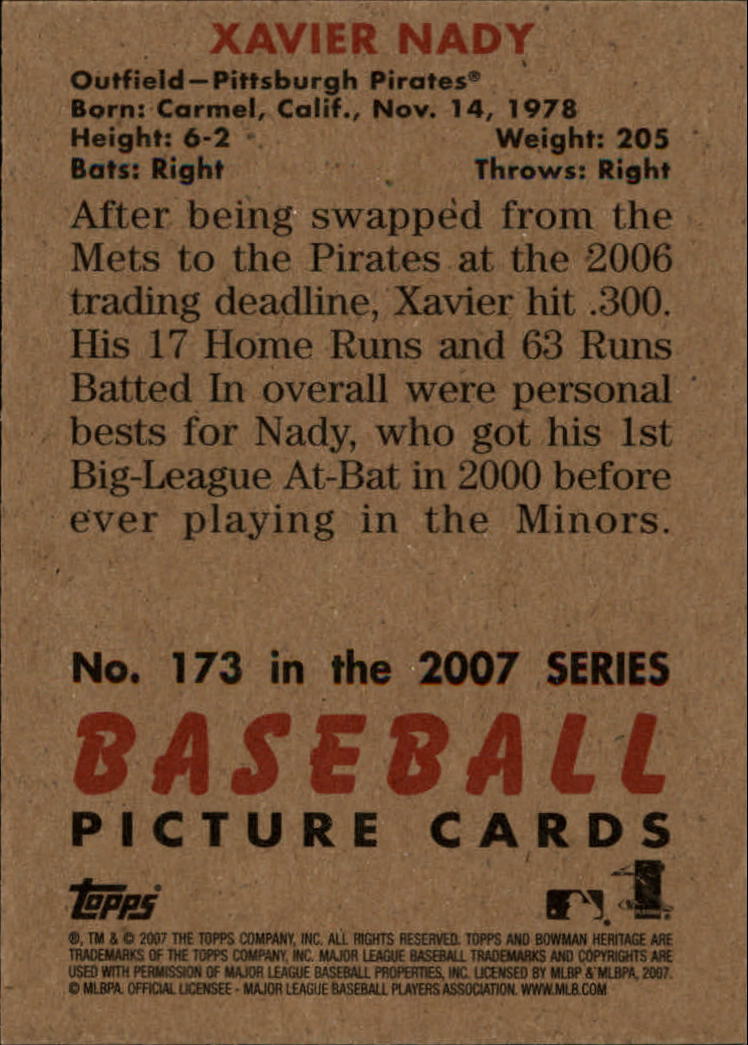 XAVIER NADY
Outfield—Pittsburgh Pirates®
Born: Carmel, Calif., Nov. 14, 1978
Height: 6-2 Weight: 205
Bats: Right Throws: Right
After being swapped from the
Mets to the Pirates at the 2006
trading deadline, Xavier hit .300.
His 17 Home Runs and 63 Runs
Batted In overall were personal
bests for Nady, who got his 1st
Big-League At-Bat in 2000 before
ever playing in the Minors.
No. 173 in the 2007 SERIES
BASEBALL
PICTURE CARDS
topps
®, TM & © 2007 THE TOPPS COMPANY, INC. ALL RIGHTS RESERVED. TOPPS AND BOWMAN HERITAGE ARE
TRADEMARKS OF THE TOPPS COMPANY, INC. MAJOR LEAGUE BASEBALL TRADEMARKS AND COPYRIGHTS ARE
USED WITH PERMISSION OF MAJOR LEAGUE BASEBALL PROPERTIES, INC. LICENSED BY MLBP & MLBPA, 2007.
© MLBPA. OFFICIAL LICENSEE - MAJOR LEAGUE BASEBALL PLAYERS ASSOCIATION. WWW.MLB.COM